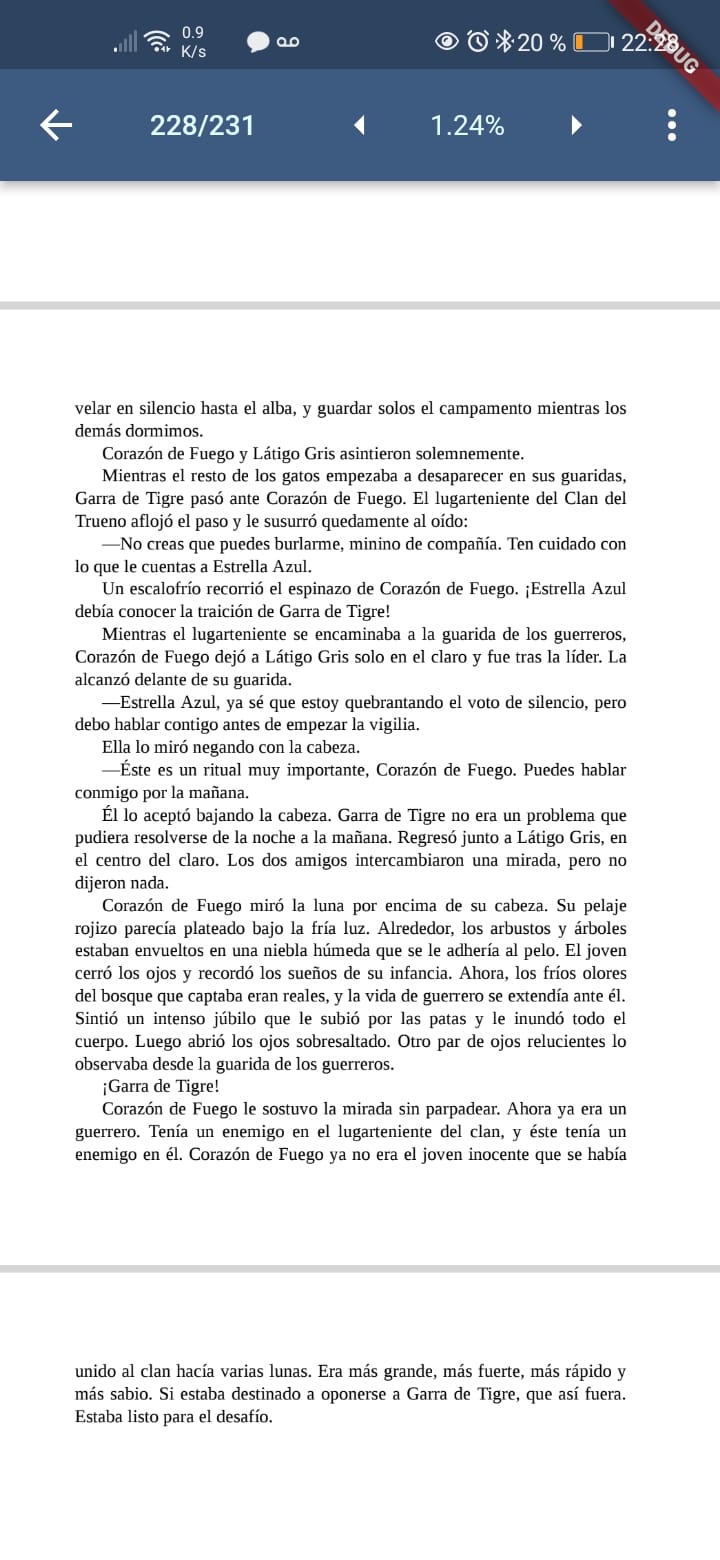 0.9
K/s
20 %
22:28
DEBUG
228/231
1.24%
velar en silencio hasta el alba, y guardar solos el campamento mientras los
demás dormimos.
Corazón de Fuego y Látigo Gris asintieron solemnemente.
Mientras el resto de los gatos empezaba a desaparecer en sus guaridas,
Garra de Tigre pasó ante Corazón de Fuego. El lugarteniente del Clan del
Trueno aflojó el paso y le susurró quedamente al oído:
—No creas que puedes burlarme, minino de compañía. Ten cuidado con
lo que le cuentas a Estrella Azul.
Un escalofrío recorrió el espinazo de Corazón de Fuego. ¡Estrella Azul
debía conocer la traición de Garra de Tigre!
Mientras el lugarteniente se encaminaba a la guarida de los guerreros,
Corazón de Fuego dejó a Látigo Gris solo en el claro y fue tras la líder. La
alcanzó delante de su guarida.
—Estrella Azul, ya sé que estoy quebrantando el voto de silencio, pero
debo hablar contigo antes de empezar la vigilia.
Ella lo miró negando con la cabeza.
—Éste es un ritual muy importante, Corazón de Fuego. Puedes hablar
conmigo por la mañana.
Él lo aceptó bajando la cabeza. Garra de Tigre no era un problema que
pudiera resolverse de la noche a la mañana. Regresó junto a Látigo Gris, en
el centro del claro. Los dos amigos intercambiaron una mirada, pero no
dijeron nada.
Corazón de Fuego miró la luna por encima de su cabeza. Su pelaje
rojizo parecía plateado bajo la fría luz. Alrededor, los arbustos y árboles
estaban envueltos en una niebla húmeda que se le adhería al pelo. El joven
cerró los ojos y recordó los sueños de su infancia. Ahora, los fríos olores
del bosque que captaba eran reales, y la vida de guerrero se extendía ante él.
Sintió un intenso júbilo que le subió por las patas y le inundó todo el
cuerpo. Luego abrió los ojos sobresaltado. Otro par de ojos relucientes lo
observaba desde la guarida de los guerreros.
¡Garra de Tigre!
Corazón de Fuego le sostuvo la mirada sin parpadear. Ahora ya era un
guerrero. Tenía un enemigo en el lugarteniente del clan, y éste tenía un
enemigo en él. Corazón de Fuego ya no era el joven inocente que se había
unido al clan hacía varias lunas. Era más grande, más fuerte, más rápido y
más sabio. Si estaba destinado a oponerse a Garra de Tigre, que así fuera.
Estaba listo para el desafío.